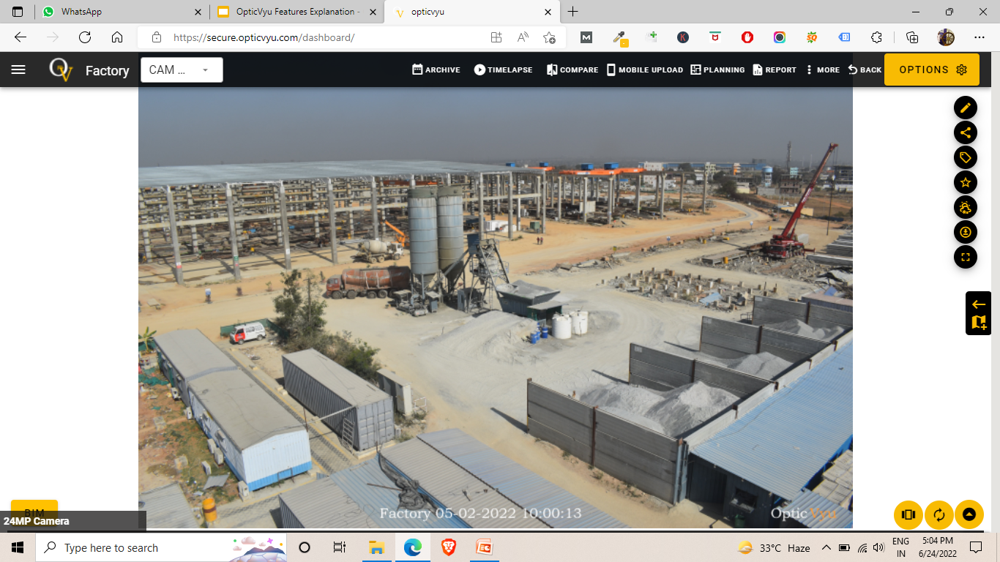 WhatsApp
OpticVyu Features Explanation -
opticvyu
https://secure.opticvyu.com/dashboard/
Factory
CAM ...
ARCHIVE
TIMELAPSE
COMPARE
MOBILE UPLOAD
PLANNING
REPORT
MORE
BACK
OPTIONS
BIM
24MP Camera
Factory 05-02-2022 10:00:13
OpticVyu
Type here to search
33°C Haze
ENG
IN
5:04 PM
6/24/2022